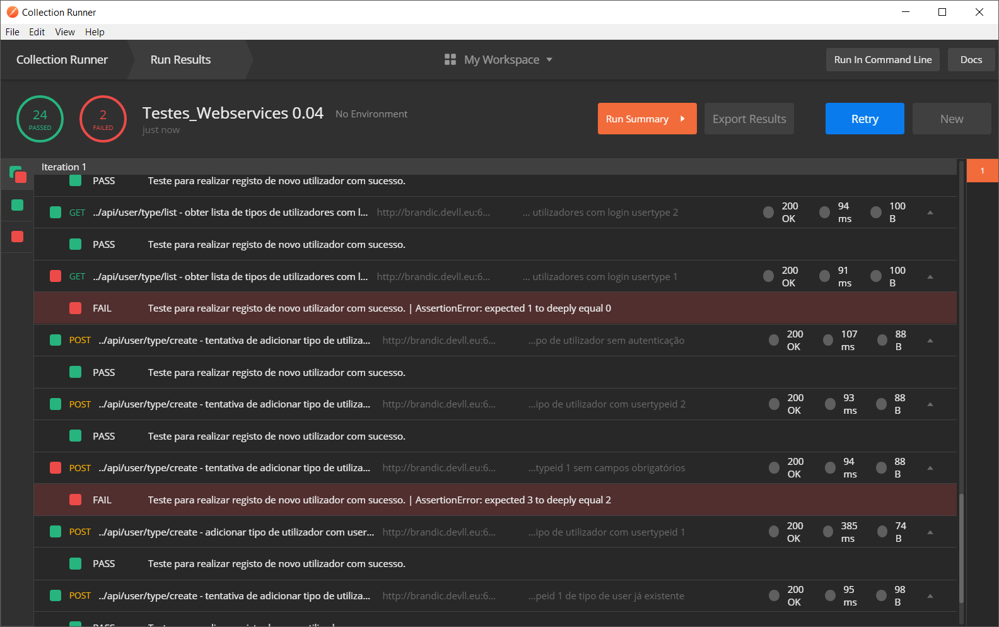 Collection Runner
File Edit View Help
Collection Runner Run Results My Workspace Run In Command Line Docs
24 PASSED 2 FAILED Testes_Webservices 0.04 No Environment
just now
Run Summary Export Results Retry New
Iteration 1
1
PASS Teste para realizar registo de novo utilizador com sucesso.
GET ../api/user/type/list - obter lista de tipos de utilizadores com l... http://brandic.devll.eu:6... ... utilizadores com login usertype 2 200 OK 94 ms 100 B
PASS Teste para realizar registo de novo utilizador com sucesso.
GET ../api/user/type/list - obter lista de tipos de utilizadores com l... http://brandic.devll.eu:6... ... utilizadores com login usertype 1 200 OK 91 ms 100 B
FAIL Teste para realizar registo de novo utilizador com sucesso. | AssertionError: expected 1 to deeply equal 0
POST ../api/user/type/create - tentativa de adicionar tipo de utiliza... http://brandic.devll.eu:6... ...po de utilizador sem autenticação 200 OK 107 ms 88 B
PASS Teste para realizar registo de novo utilizador com sucesso.
POST ../api/user/type/create - tentativa de adicionar tipo de utiliza... http://brandic.devll.eu:6... ...ipo de utilizador com usertypeid 2 200 OK 93 ms 88 B
PASS Teste para realizar registo de novo utilizador com sucesso.
POST ../api/user/type/create - tentativa de adicionar tipo de utiliza... http://brandic.devll.eu:6... ...typeid 1 sem campos obrigatórios 200 OK 94 ms 88 B
FAIL Teste para realizar registo de novo utilizador com sucesso. | AssertionError: expected 3 to deeply equal 2
POST ../api/user/type/create - adicionar tipo de utilizador com user... http://brandic.devll.eu:6... ...ipo de utilizador com usertypeid 1 200 OK 385 ms 74 B
PASS Teste para realizar registo de novo utilizador com sucesso.
POST ../api/user/type/create - tentativa de adicionar tipo de utiliza... http://brandic.devll.eu:6... ...peid 1 de tipo de user já existente 200 OK 95 ms 98 B